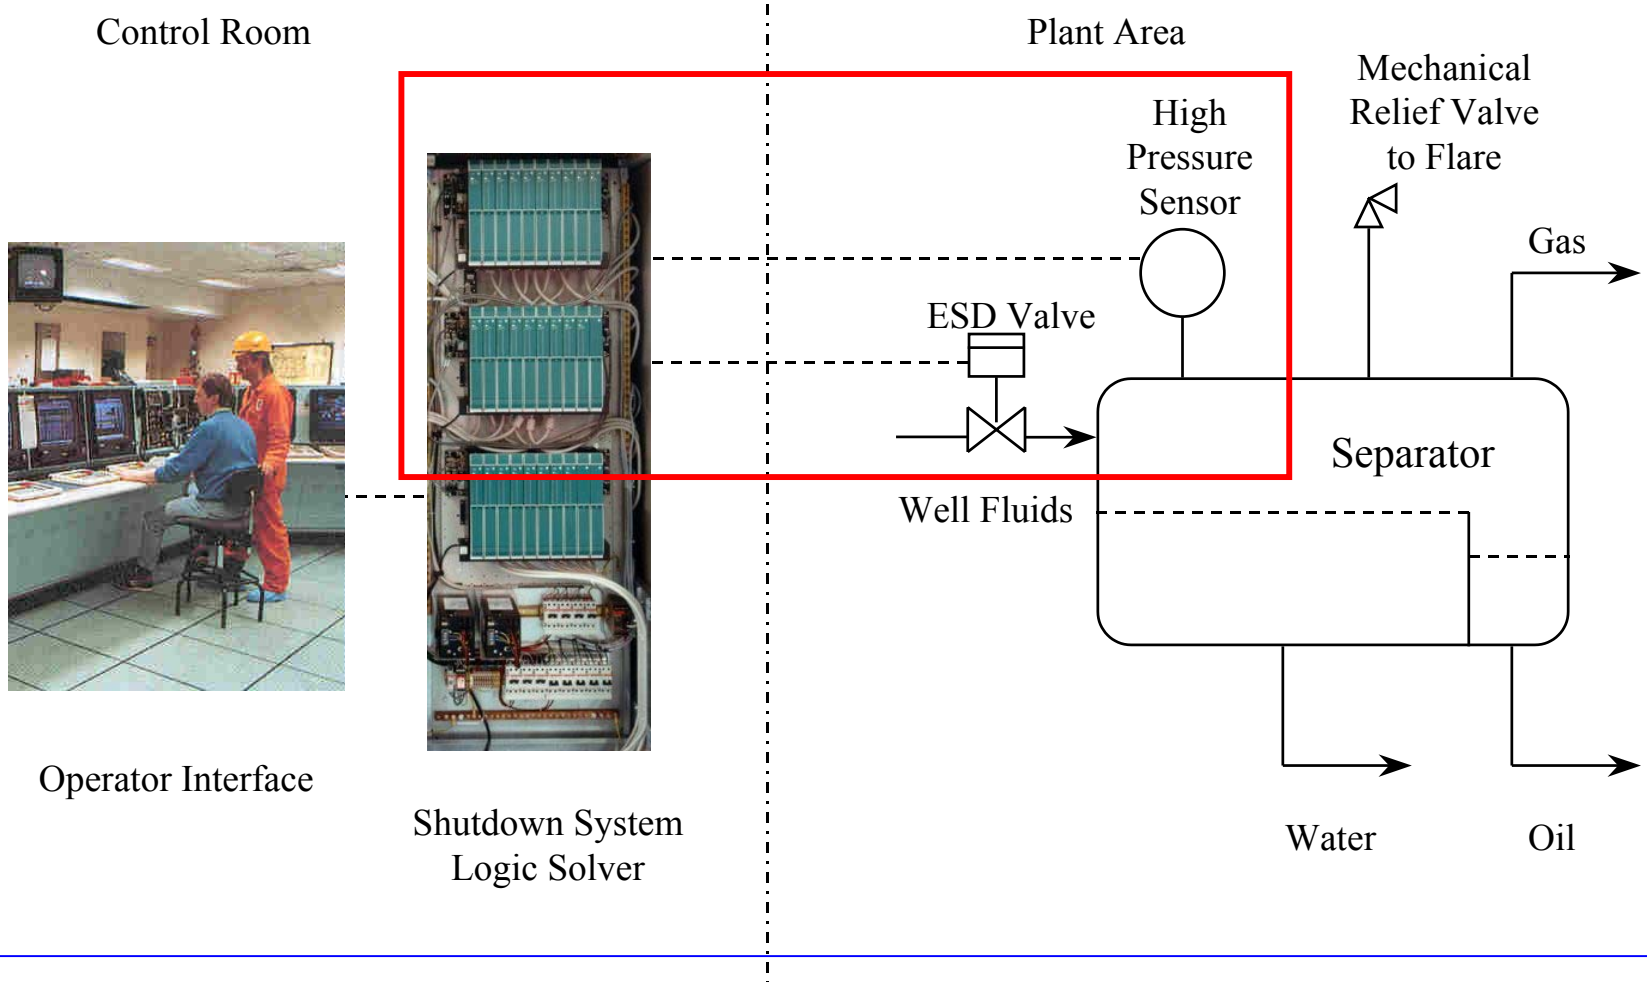 Control Room
Plant Area
Mechanical
Relief Valve
to Flare
High
Pressure
Sensor
Gas
ESD Valve
Separator
Well Fluids
Operator Interface
Shutdown System
Logic Solver
Water
Oil